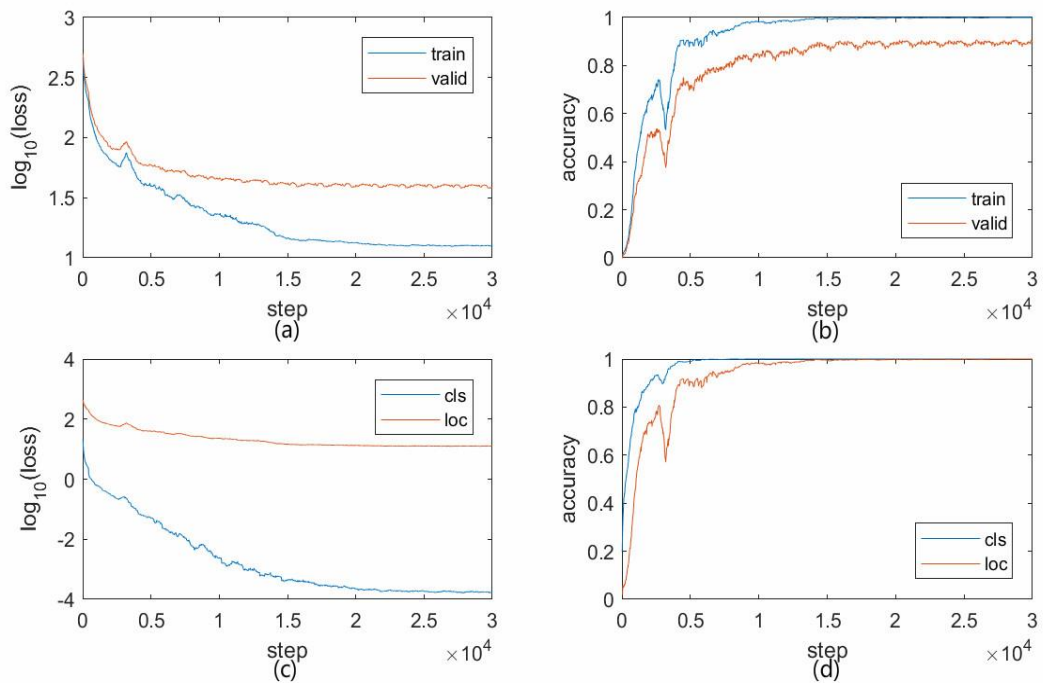 3
2.5
2
1.5
1
log10(loss)
train
valid
0 0.5 1 1.5 2 2.5 3
step ×10^4
(a)
1
0.8
0.6
0.4
0.2
0
accuracy
train
valid
0 0.5 1 1.5 2 2.5 3
step ×10^4
(b)
4
2
0
-2
-4
log10(loss)
cls
loc
0 0.5 1 1.5 2 2.5 3
step ×10^4
(c)
1
0.8
0.6
0.4
0.2
0
accuracy
cls
loc
0 0.5 1 1.5 2 2.5 3
step ×10^4
(d)